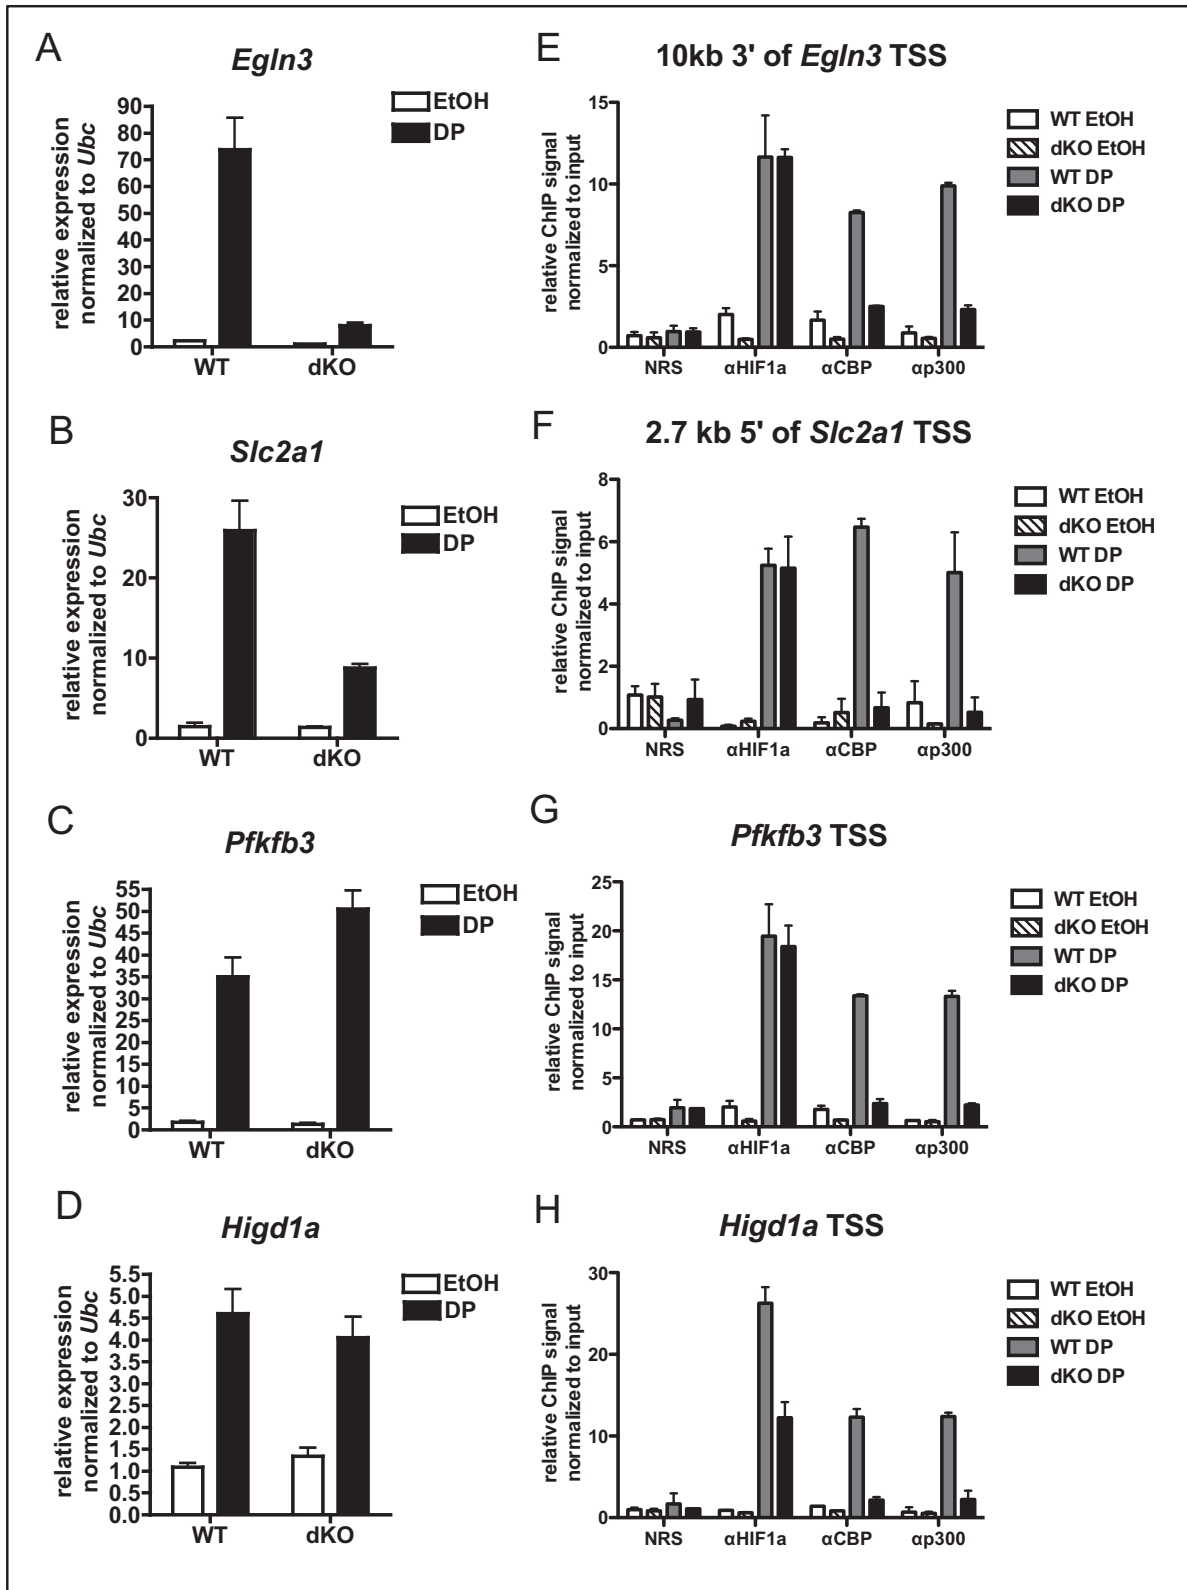 A
Egln3
EtOH
DP
relative expression
normalized to Ubc
90
80
70
60
50
40
30
20
10
0
WT
dKO
E
10kb 3' of Egln3 TSS
WT EtOH
dKO EtOH
WT DP
dKO DP
relative ChIP signal
normalized to input
15
10
5
0
NRS
αHIF1a
αCBP
αp300
B
Slc2a1
EtOH
DP
relative expression
normalized to Ubc
30
20
10
0
WT
dKO
F
2.7 kb 5' of Slc2a1 TSS
WT EtOH
dKO EtOH
WT DP
dKO DP
relative ChIP signal
normalized to input
8
6
4
2
0
NRS
αHIF1a
αCBP
αp300
C
Pfkfb3
EtOH
DP
relative expression
normalized to Ubc
55
50
45
40
35
30
25
20
15
10
5
0
WT
dKO
G
Pfkfb3 TSS
WT EtOH
dKO EtOH
WT DP
dKO DP
relative ChIP signal
normalized to input
25
20
15
10
5
0
NRS
αHIF1a
αCBP
αp300
D
Higd1a
EtOH
DP
relative expression
normalized to Ubc
5.5
5.0
4.5
4.0
3.5
3.0
2.5
2.0
1.5
1.0
0.5
0.0
WT
dKO
H
Higd1a TSS
WT EtOH
dKO EtOH
WT DP
dKO DP
relative ChIP signal
normalized to input
30
20
10
0
NRS
αHIF1a
αCBP
αp300